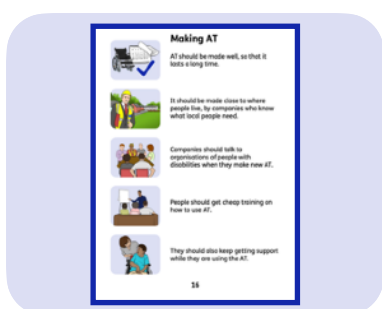 Making AT
AT should be made well, so that it
lasts a long time.
It should be made close to where
people live, by companies who know
what local people need.
Companies should talk to
organisations of people with
disabilities when they make new AT.
People should get cheap training on
how to use AT.
They should also keep getting support
while they are using the AT.
16